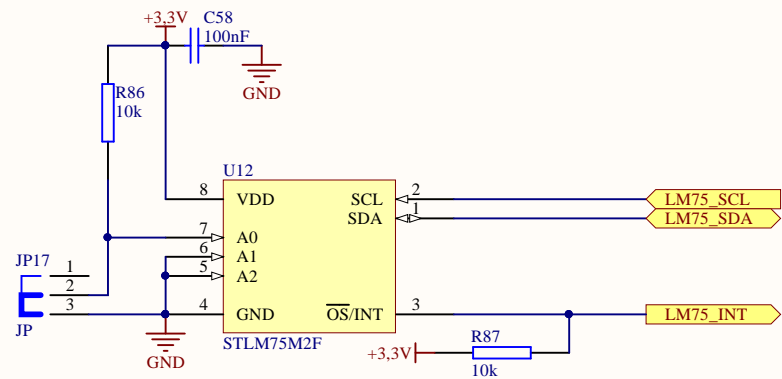 +3,3V
C58
100nF
GND
R86
10k
U12
8 VDD SCL 2
SDA 1
LM75_SCL
LM75_SDA
7 A0
6 A1
5 A2
JP17
1
2
3
JP
4 GND OS/INT 3
LM75_INT
GND
STLM75M2F
+3,3V
R87
10k